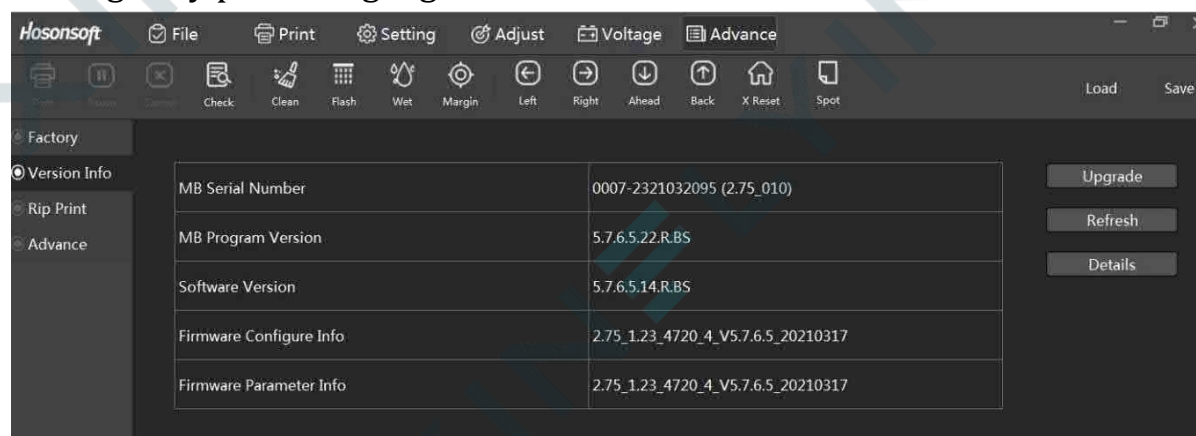 Hosonsoft File Print Setting Adjust Voltage Advance
Check Clean Flash Wet Margin Left Right Ahead Back X Reset Spot Load Save
Factory
Version Info
Rip Print
Advance
MB Serial Number 0007-2321032095 (2.75_010)
MB Program Version 5.7.6.5.22.R.BS
Software Version 5.7.6.5.14.R.BS
Firmware Configure Info 2.75_1.23_4720_4_V5.7.6.5_20210317
Firmware Parameter Info 2.75_1.23_4720_4_V5.7.6.5_20210317
Upgrade
Refresh
Details